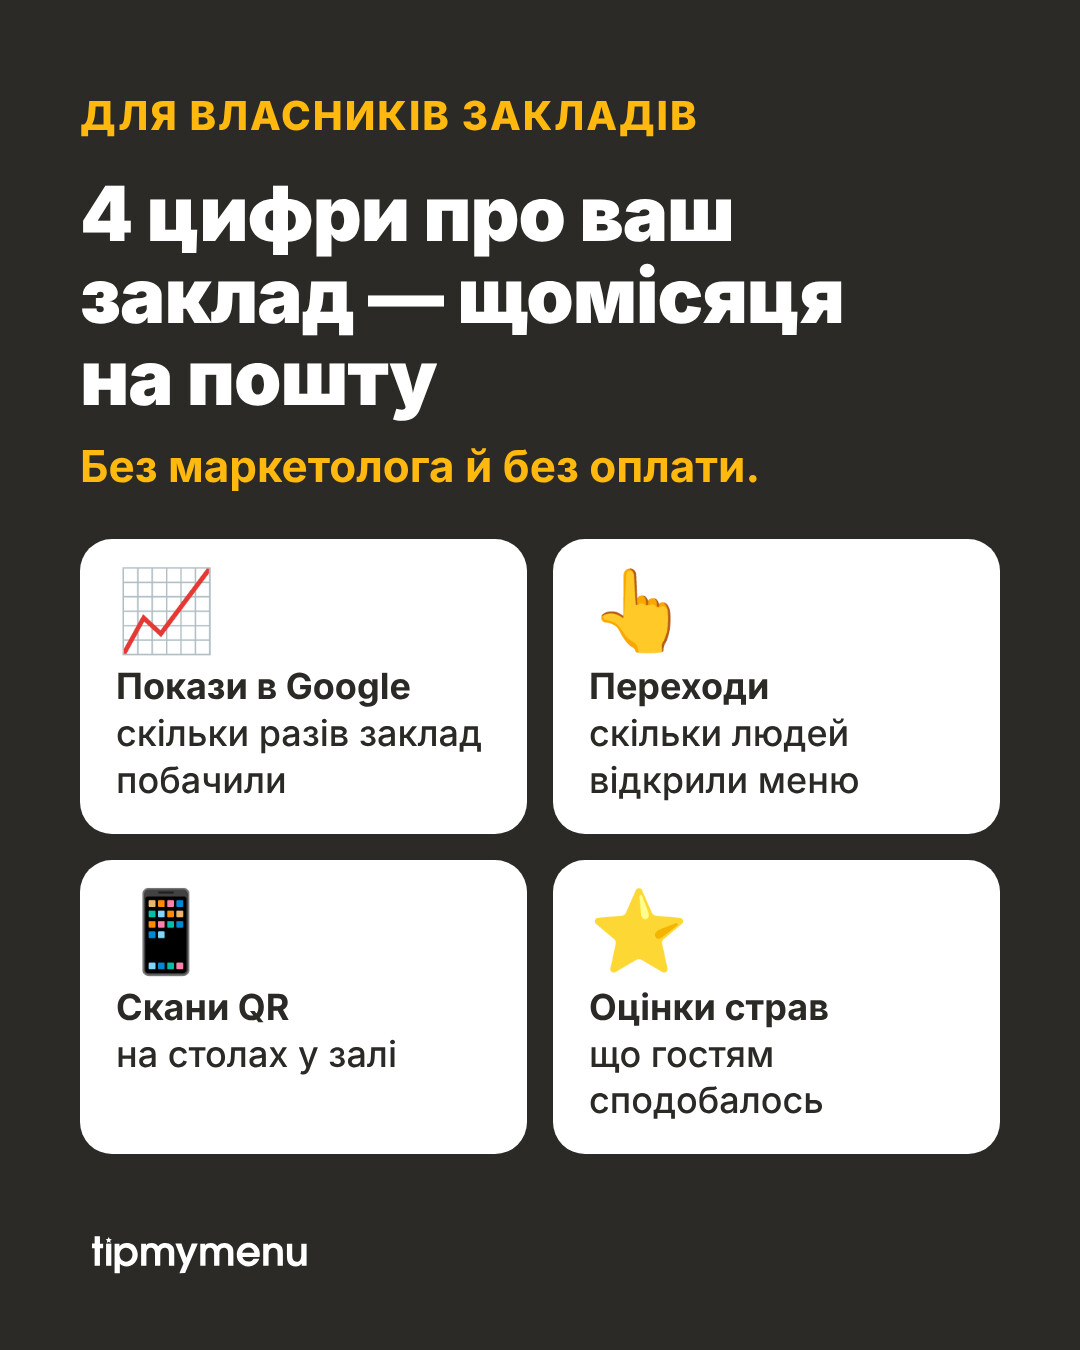 ДЛЯ ВЛАСНИКІВ ЗАКЛАДІВ
4 цифри про ваш
заклад — щомісяця
на пошту
Без маркетолога й без оплати.
Покази в Google
скільки разів заклад
побачили
Переходи
скільки людей
відкрили меню
Скани QR
на столах у залі
Оцінки страв
що гостям
сподобалось
tipmymenu